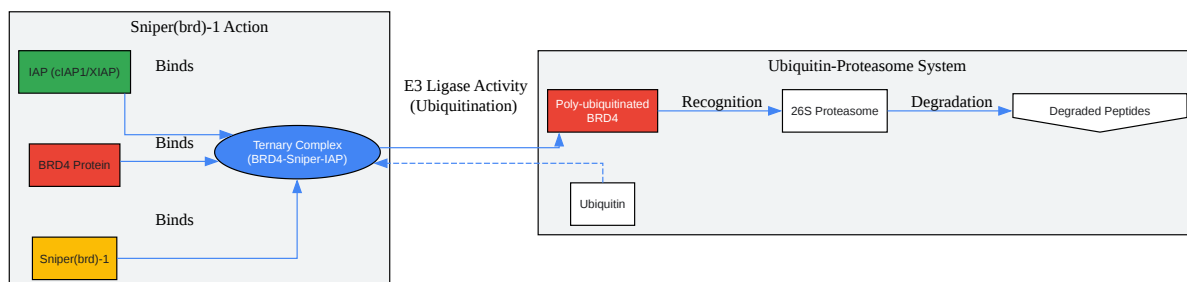 Sniper(brd)-1 Action
IAP (cIAP1/XIAP)
Binds
BRD4 Protein
Binds
Ternary Complex
(BRD4-Sniper-IAP)
Binds
Sniper(brd)-1
E3 Ligase Activity
(Ubiquitination)
Ubiquitin-Proteasome System
Poly-ubiquitinated
BRD4
Recognition
26S Proteasome
Degradation
Degraded Peptides
Ubiquitin